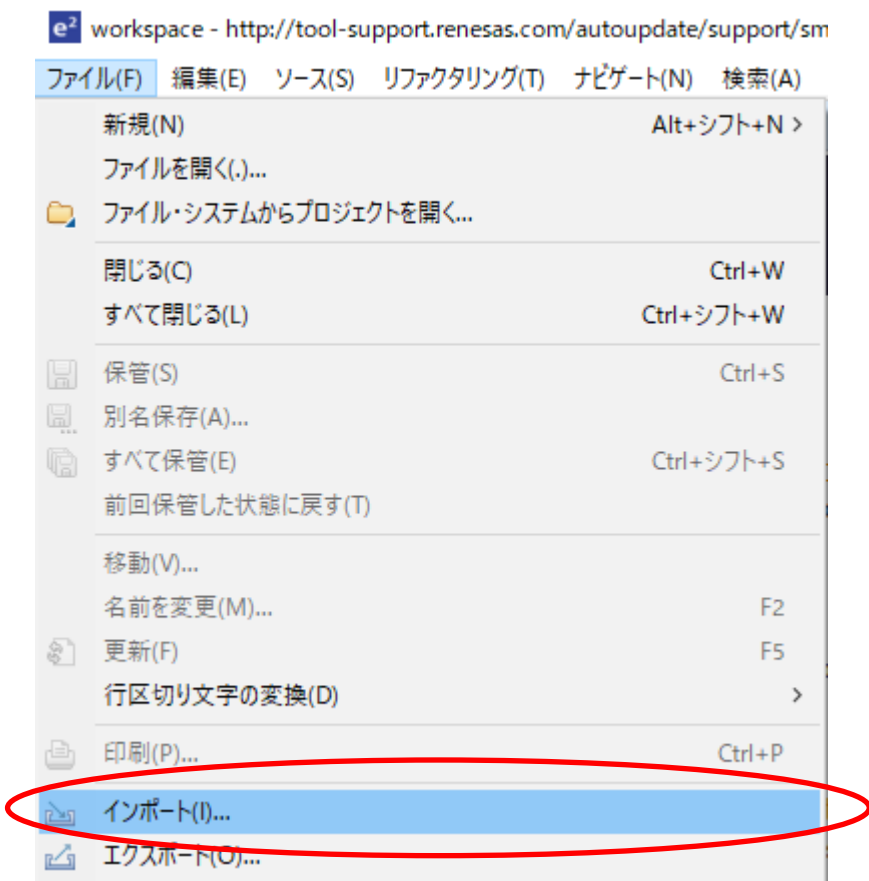 e² workspace - http://tool-support.renesas.com/autoupdate/support/sm
ファイル(F) 編集(E) ソース(S) リファクタリング(T) ナビゲート(N) 検索(A)
新規(N) Alt+シフト+N >
ファイルを開く(.)...
ファイル・システムからプロジェクトを開く...
閉じる(C) Ctrl+W
すべて閉じる(L) Ctrl+シフト+W
保管(S) Ctrl+S
別名保存(A)...
すべて保管(E) Ctrl+シフト+S
前回保管した状態に戻す(T)
移動(V)...
名前を変更(M)... F2
更新(F) F5
行区切り文字の変換(D) >
印刷(P)... Ctrl+P
インポート(I)...
エクスポート(O)...